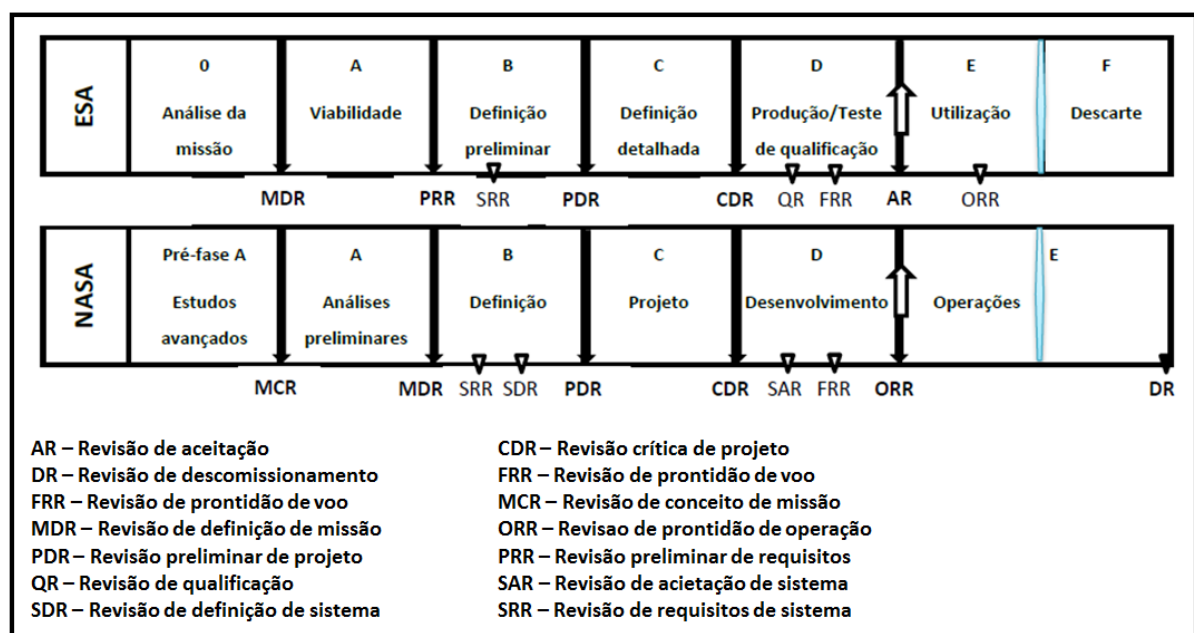 ESA
0 A B C D E F
Análise da Viabilidade Definição Definição Produção/Teste Utilização Descarte
missão preliminar detalhada de qualificação
MDR PRR SRR PDR CDR QR FRR AR ORR
NASA
Pré-fase A A B C D E
Estudos Análises Definição Projeto Desenvolvimento Operações
avançados preliminares
MCR MDR SRR SDR PDR CDR SAR FRR ORR DR
AR – Revisão de aceitação
DR – Revisão de descomissionamento
FRR – Revisão de prontidão de voo
MDR – Revisão de definição de missão
PDR – Revisão preliminar de projeto
QR – Revisão de qualificação
SDR – Revisão de definição de sistema
CDR – Revisão crítica de projeto
FRR – Revisão de prontidão de voo
MCR – Revisão de conceito de missão
ORR – Revisao de prontidão de operação
PRR – Revisão preliminar de requisitos
SAR – Revisão de acietação de sistema
SRR – Revisão de requisitos de sistema